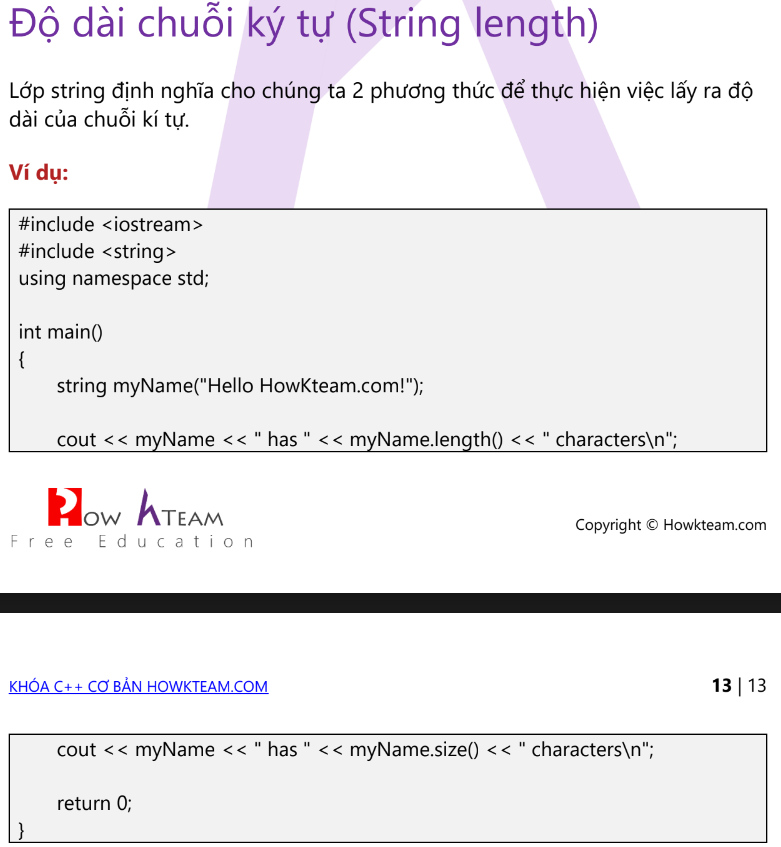 Độ dài chuỗi ký tự (String length)
Lớp string định nghĩa cho chúng ta 2 phương thức để thực hiện việc lấy ra độ
dài của chuỗi kí tự.
Ví dụ:
#include <iostream>
#include <string>
using namespace std;
int main()
{
string myName("Hello HowKteam.com!");
cout << myName << " has " << myName.length() << " characters\n";
HOW KTEAM
Free Education
Copyright © Howkteam.com
KHÓA C++ CƠ BẢN HOWKTEAM.COM
13 | 13
cout << myName << " has " << myName.size() << " characters\n";
return 0;
}